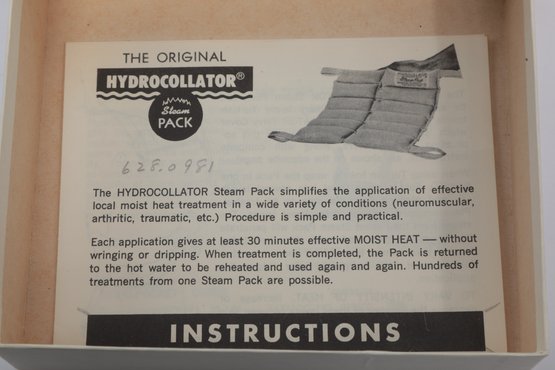 THE ORIGINAL
HYDROCOLLATOR®
Steam
PACK
628.0981
The HYDROCOLLATOR Steam Pack simplifies the application of effective
local moist heat treatment in a wide variety of conditions (neuromuscular,
arthritic, traumatic, etc.) Procedure is simple and practical.
Each application gives at least 30 minutes effective MOIST HEAT — without
wringing or dripping. When treatment is completed, the Pack is returned
to the hot water to be reheated and used again and again. Hundreds of
treatments from one Steam Pack are possible.
INSTRUCTIONS